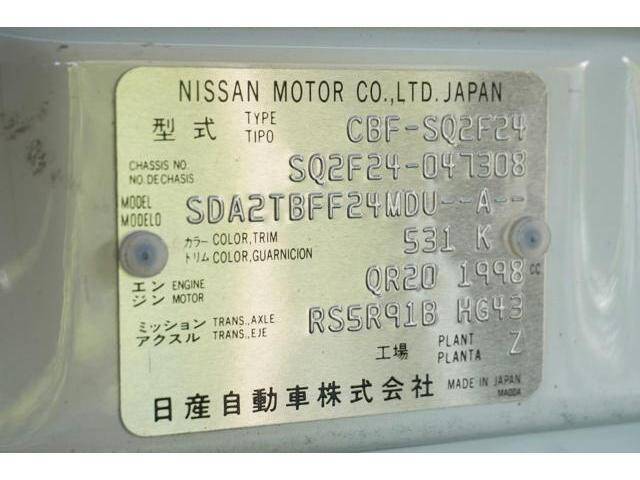 NISSAN MOTOR CO.,LTD. JAPAN
型式 TYPE TIPO CBF-SQ2F24
CHASSIS NO. NO. DE CHASIS SQ2F24-047308
MODEL MODELO SDA2TBFF24MDU--A--
カラー COLOR,TRIM 531 K
トリム COLOR,GUARNICION
エンジン ENGINE MOTOR QR20 1998 CC
ミッション TRANS.,AXLE RS5R91B HG43
アクスル TRANS.,EJE
工場 PLANT PLANTA Z
日産自動車株式会社 MADE IN JAPAN